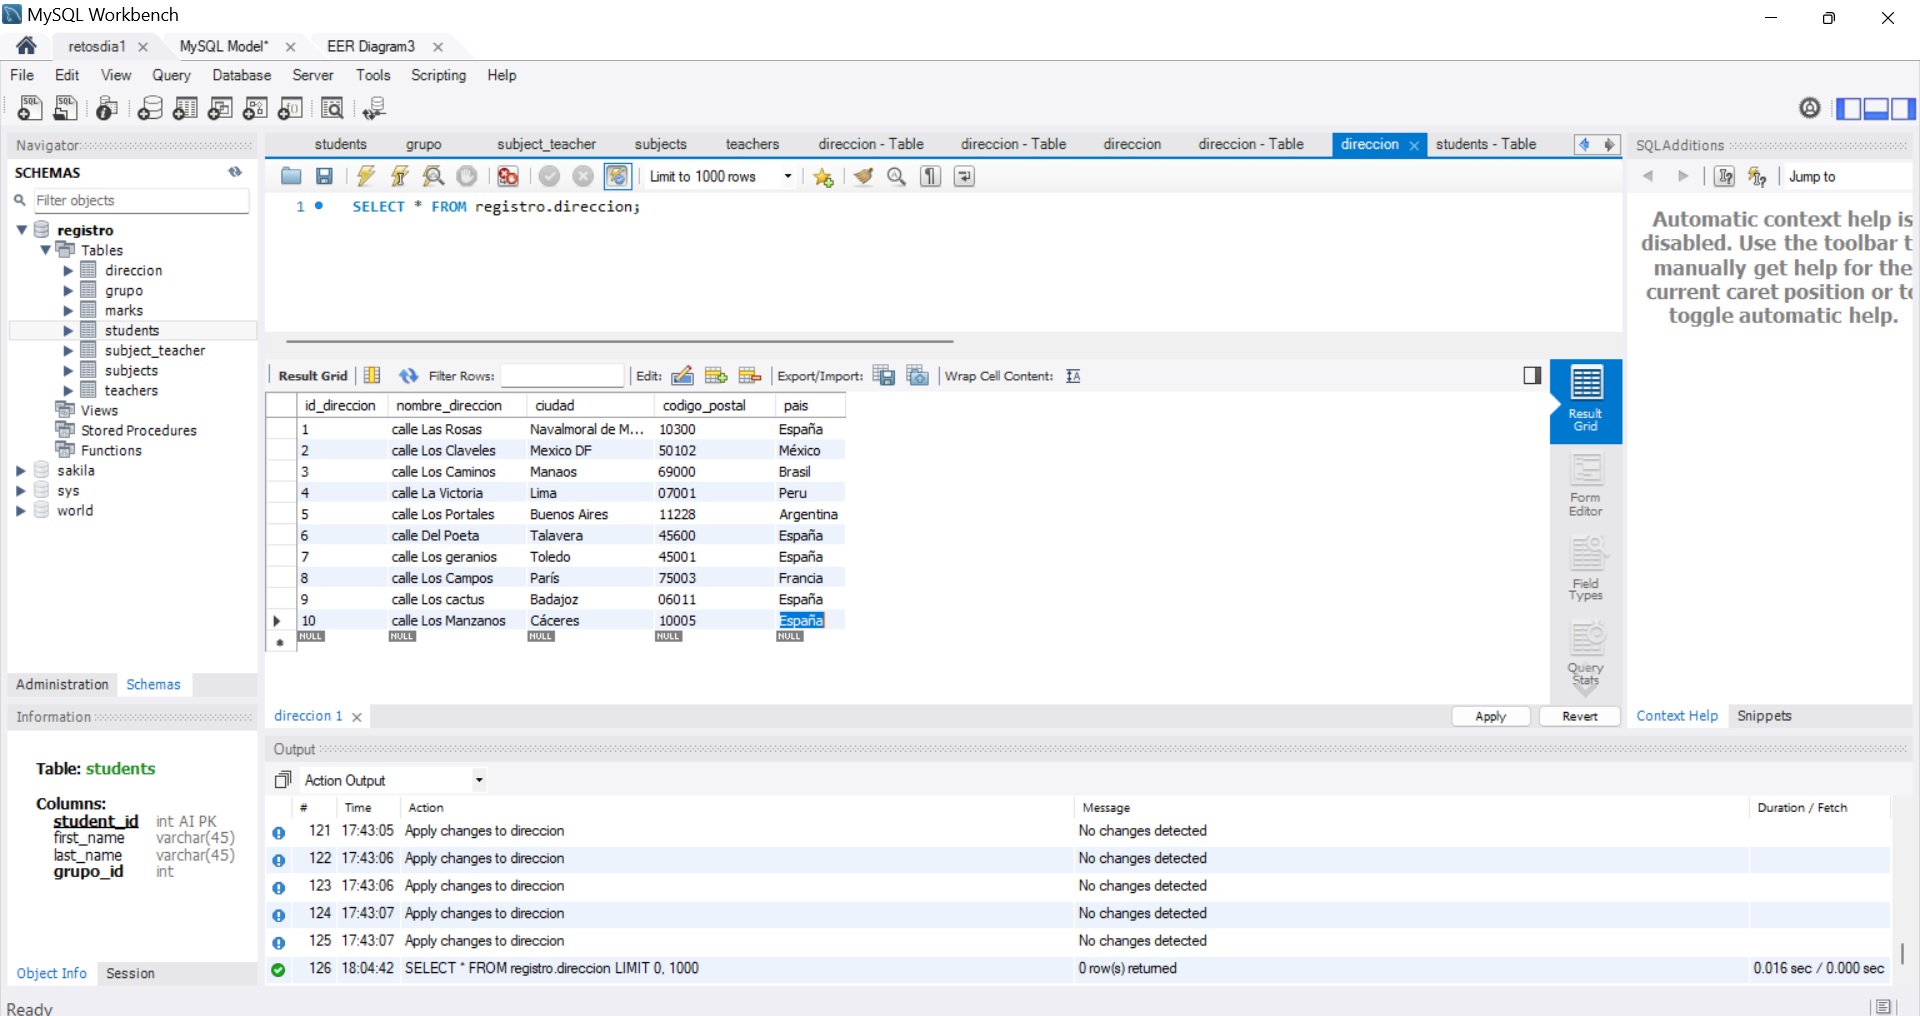 MySQL Workbench
retosdia1 MySQL Model* EER Diagram3
File Edit View Query Database Server Tools Scripting Help
Navigator
SCHEMAS
Filter objects
registro
Tables
direccion
grupo
marks
students
subject_teacher
subjects
teachers
Views
Stored Procedures
Functions
sakila
sys
world
Administration Schemas
Information
Table: students
Columns:
student_id int AI PK
first_name varchar(45)
last_name varchar(45)
grupo_id int
Object Info Session
Ready
students grupo subject_teacher subjects teachers direccion - Table direccion - Table direccion direccion - Table direccion students - Table
Limit to 1000 rows
1 SELECT * FROM registro.direccion;
Result Grid Filter Rows: Edit: Export/Import: Wrap Cell Content:
id_direccion nombre_direccion ciudad codigo_postal pais
1 calle Las Rosas Navalmoral de M... 10300 España
2 calle Los Claveles Mexico DF 50102 México
3 calle Los Caminos Manaos 69000 Brasil
4 calle La Victoria Lima 07001 Peru
5 calle Los Portales Buenos Aires 11228 Argentina
6 calle Del Poeta Talavera 45600 España
7 calle Los geranios Toledo 45001 España
8 calle Los Campos París 75003 Francia
9 calle Los cactus Badajoz 06011 España
10 calle Los Manzanos Cáceres 10005 España
NULL NULL NULL NULL NULL
Result
Grid
Form
Editor
Field
Types
Query
Stats
direccion 1 Apply Revert
SQLAdditions
Jump to
Automatic context help is
disabled. Use the toolbar t
manually get help for the
current caret position or to
toggle automatic help.
Context Help Snippets
Output
Action Output
# Time Action Message Duration / Fetch
121 17:43:05 Apply changes to direccion No changes detected
122 17:43:06 Apply changes to direccion No changes detected
123 17:43:06 Apply changes to direccion No changes detected
124 17:43:07 Apply changes to direccion No changes detected
125 17:43:07 Apply changes to direccion No changes detected
126 18:04:42 SELECT * FROM registro.direccion LIMIT 0, 1000 0 row(s) returned 0.016 sec / 0.000 sec